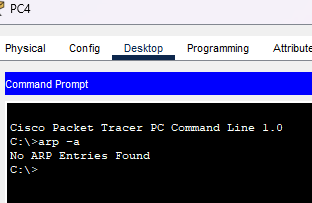 PC4
Physical Config Desktop Programming Attribute
Command Prompt
Cisco Packet Tracer PC Command Line 1.0
C:\>arp -a
No ARP Entries Found
C:\>